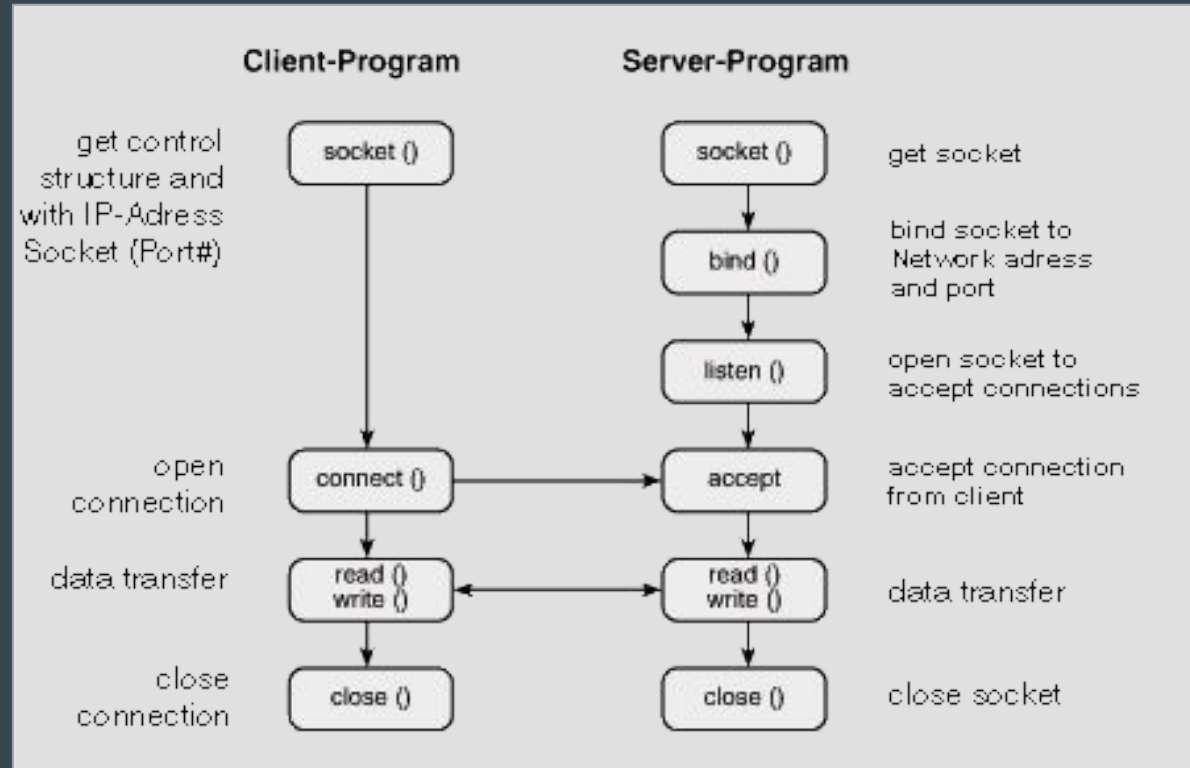 Client-Program
Server-Program
get control
structure and
with IP-Adress
Socket (Port#)
socket ()
socket ()
get socket
bind ()
bind socket to
Network adress
and port
listen ()
open socket to
accept connections
open
connection
connect ()
accept
accept connection
from client
data transfer
read ()
write ()
read ()
write ()
data transfer
close
connection
close ()
close ()
close socket